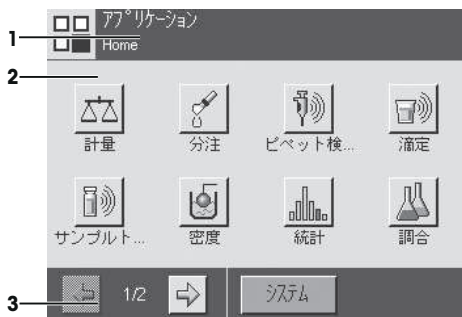 アプリケーション
1
Home
2
計量
分注
ピペット検...
滴定
サンプルト...
密度
統計
調合
3
1/2
システム